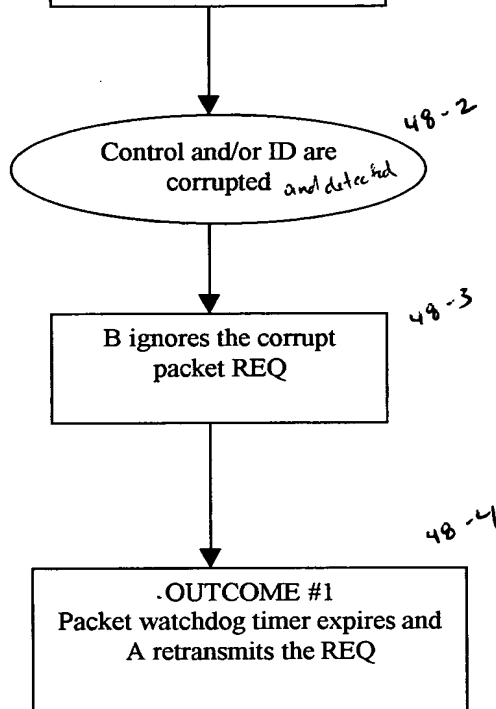 48-2
Control and/or ID are
corrupted and detected
48-3
B ignores the corrupt
packet REQ
48-4
OUTCOME #1
Packet watchdog timer expires and
A retransmits the REQ